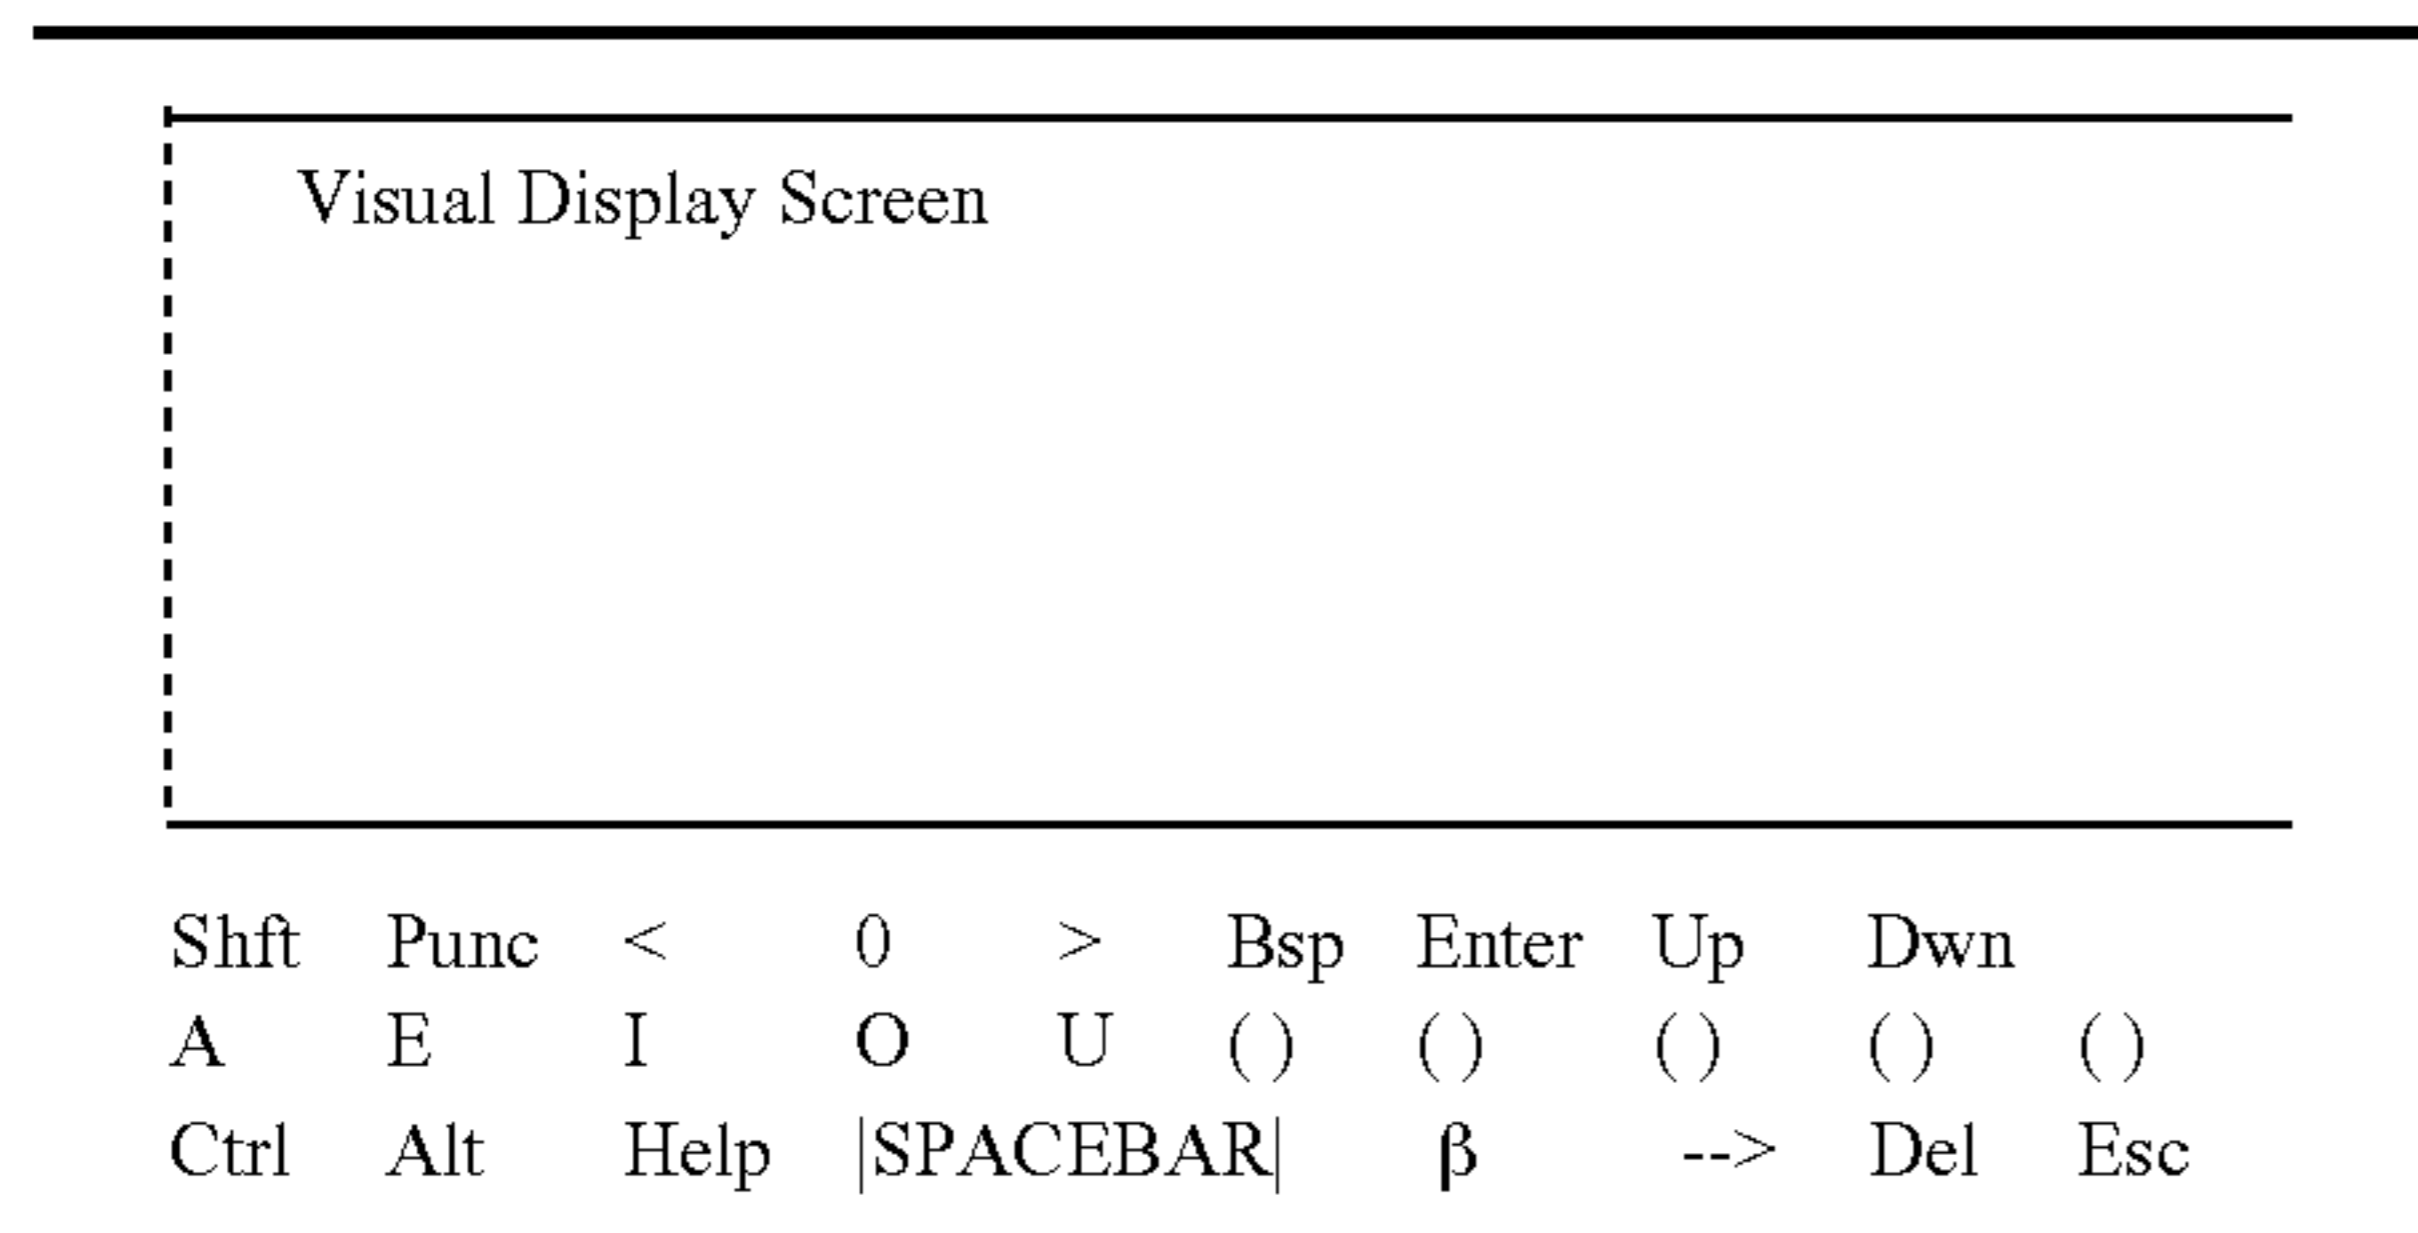 Visual Display Screen
Shft Punc < 0 > Bsp Enter Up Dwn
A E I O U ( ) ( ) ( ) ( ) ( )
Ctrl Alt Help |SPACEBAR| β --> Del Esc